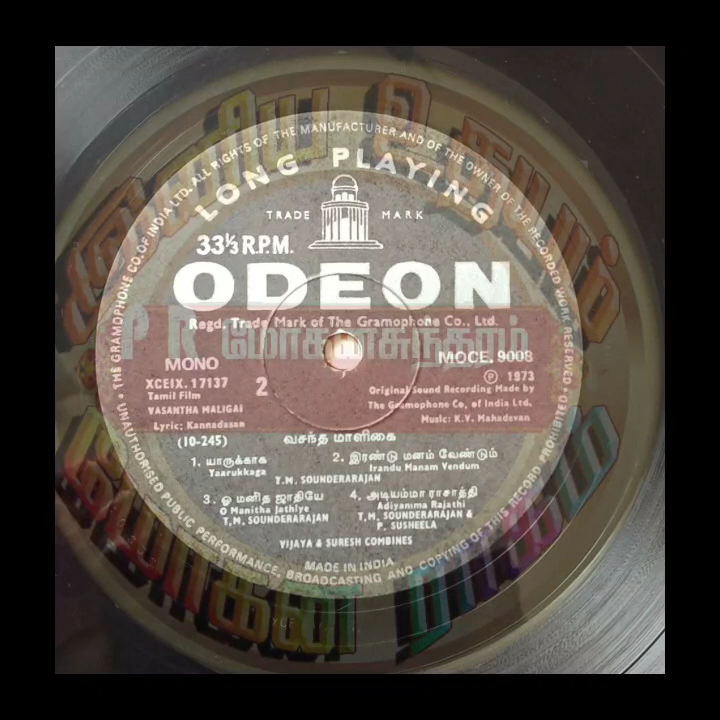 THE GRAMOPHONE CO. OF INDIA LTD. ALL RIGHTS OF THE MANUFACTURER AND OF THE OWNER OF THE RECORDED WORK RESERVED
UNAUTHORISED PUBLIC PERFORMANCE, BROADCASTING AND COPYING OF THIS RECORD PROHIBITED
LONG PLAYING
TRADE MARK
33⅓ R.P.M.
ODEON
Regd. Trade Mark of The Gramophone Co., Ltd.
P R மோகனசுந்தரம்
MONO MOCE. 9008
XCEIX. 17137 2 Ⓟ 1973
Tamil Film Original Sound Recording Made by
VASANTHA MALIGAI The Gramophone Co, of India Ltd.
Lyric; Kannadasan Music: K.V. Mahadevan
(10-245) வசந்த மாளிகை
1. யாருக்காக 2. இரண்டு மனம் வேண்டும்
Yaarukkaga Irandu Manam Vendum
T.M. SOUNDERARAJAN
3. ஓ மனித ஜாதியே 4. அடியம்மா ராசாத்தி
O Manitha Jathiye Adiyamma Rajathi
T.M. SOUNDERARAJAN T.M. SOUNDERARAJAN &
P. SUSHEELA
VIJAYA & SURESH COMBINES
MADE IN INDIA
இனிய உதயம்
மோகன ராகம்